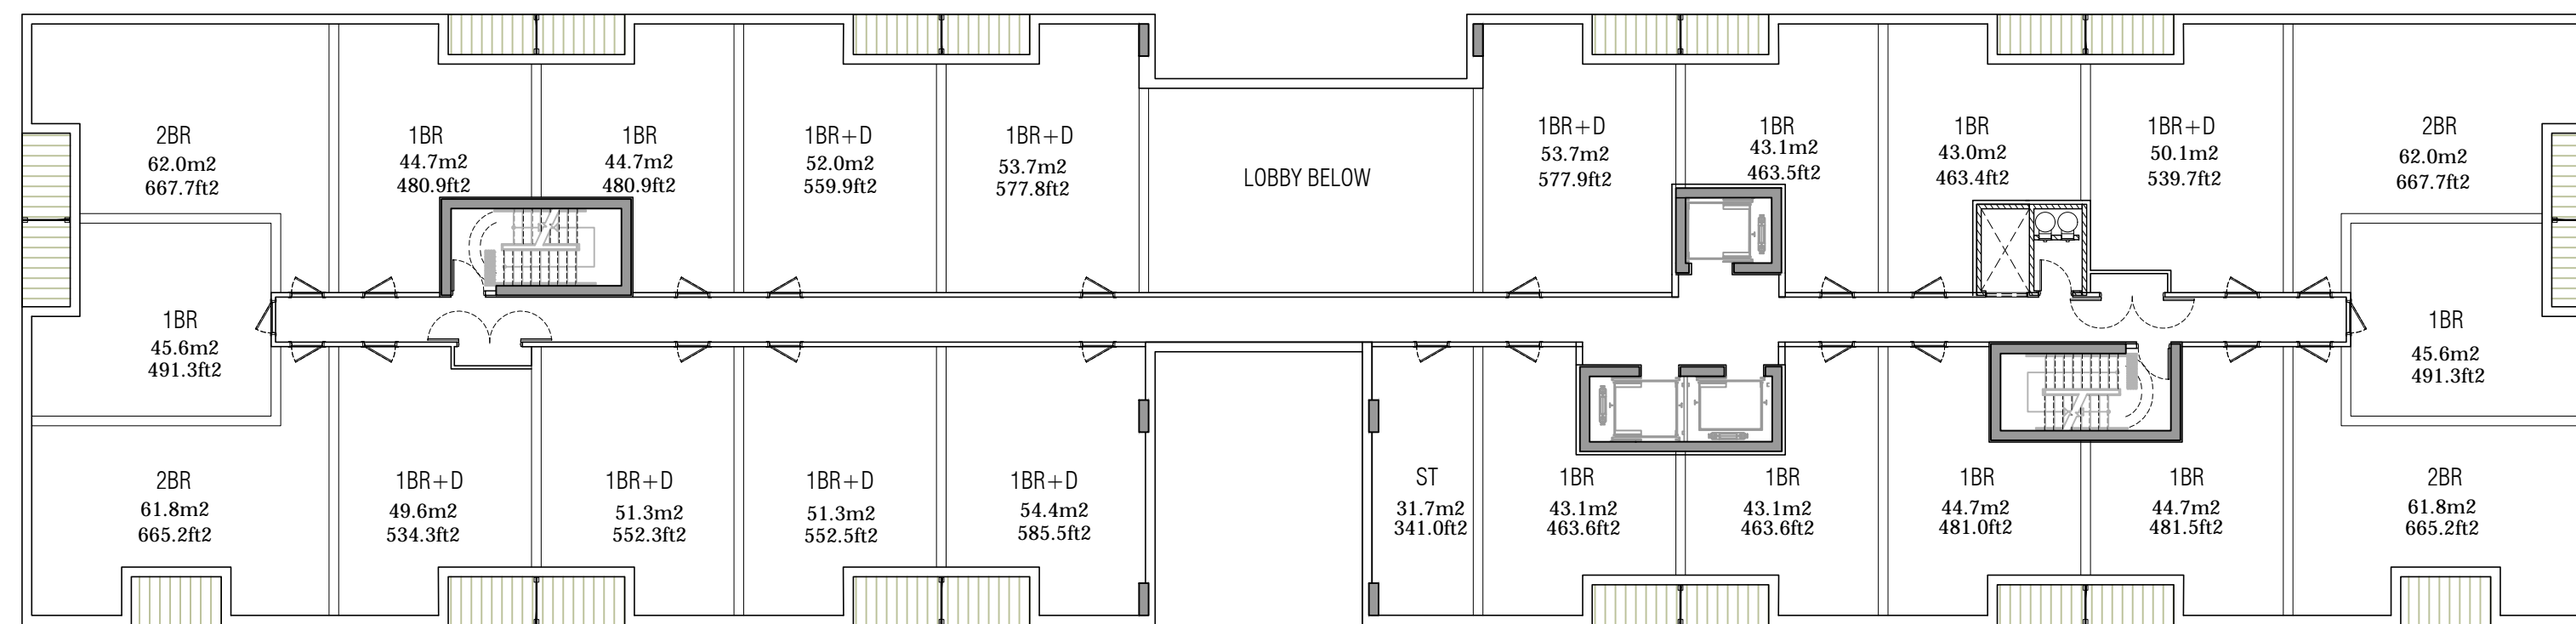 2BR
62.0m2
667.7ft2
1BR
44.7m2
480.9ft2
1BR
44.7m2
480.9ft2
1BR+D
52.0m2
559.9ft2
1BR+D
53.7m2
577.8ft2
LOBBY BELOW
1BR+D
53.7m2
577.9ft2
1BR
43.1m2
463.5ft2
1BR
43.0m2
463.4ft2
1BR+D
50.1m2
539.7ft2
2BR
62.0m2
667.7ft2
1BR
45.6m2
491.3ft2
1BR
45.6m2
491.3ft2
2BR
61.8m2
665.2ft2
1BR+D
49.6m2
534.3ft2
1BR+D
51.3m2
552.3ft2
1BR+D
51.3m2
552.5ft2
1BR+D
54.4m2
585.5ft2
ST
31.7m2
341.0ft2
1BR
43.1m2
463.6ft2
1BR
43.1m2
463.6ft2
1BR
44.7m2
481.0ft2
1BR
44.7m2
481.5ft2
2BR
61.8m2
665.2ft2